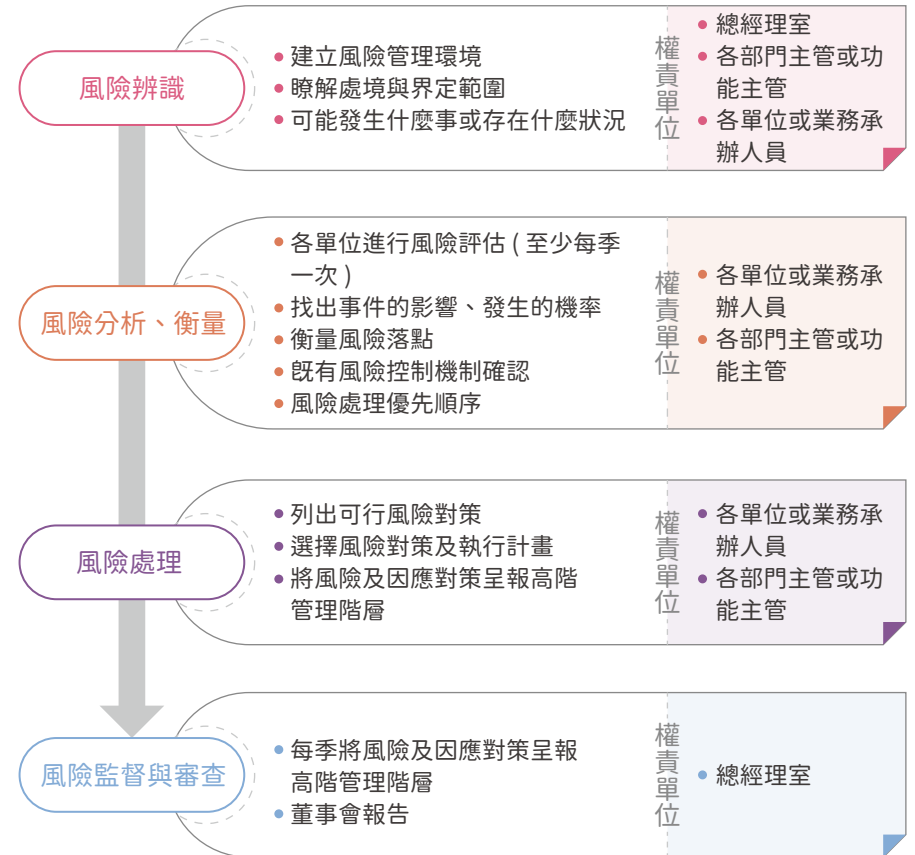 風險辨識
• 建立風險管理環境
• 瞭解處境與界定範圍
• 可能發生什麼事或存在什麼狀況
權責單位
• 總經理室
• 各部門主管或功
能主管
• 各單位或業務承
辦人員
風險分析、衡量
• 各單位進行風險評估 ( 至少每季
一次 )
• 找出事件的影響、發生的機率
• 衡量風險落點
• 既有風險控制機制確認
• 風險處理優先順序
權責單位
• 各單位或業務承
辦人員
• 各部門主管或功
能主管
風險處理
• 列出可行風險對策
• 選擇風險對策及執行計畫
• 將風險及因應對策呈報高階
管理階層
權責單位
• 各單位或業務承
辦人員
• 各部門主管或功
能主管
風險監督與審查
• 每季將風險及因應對策呈報
高階管理階層
• 董事會報告
權責單位
• 總經理室